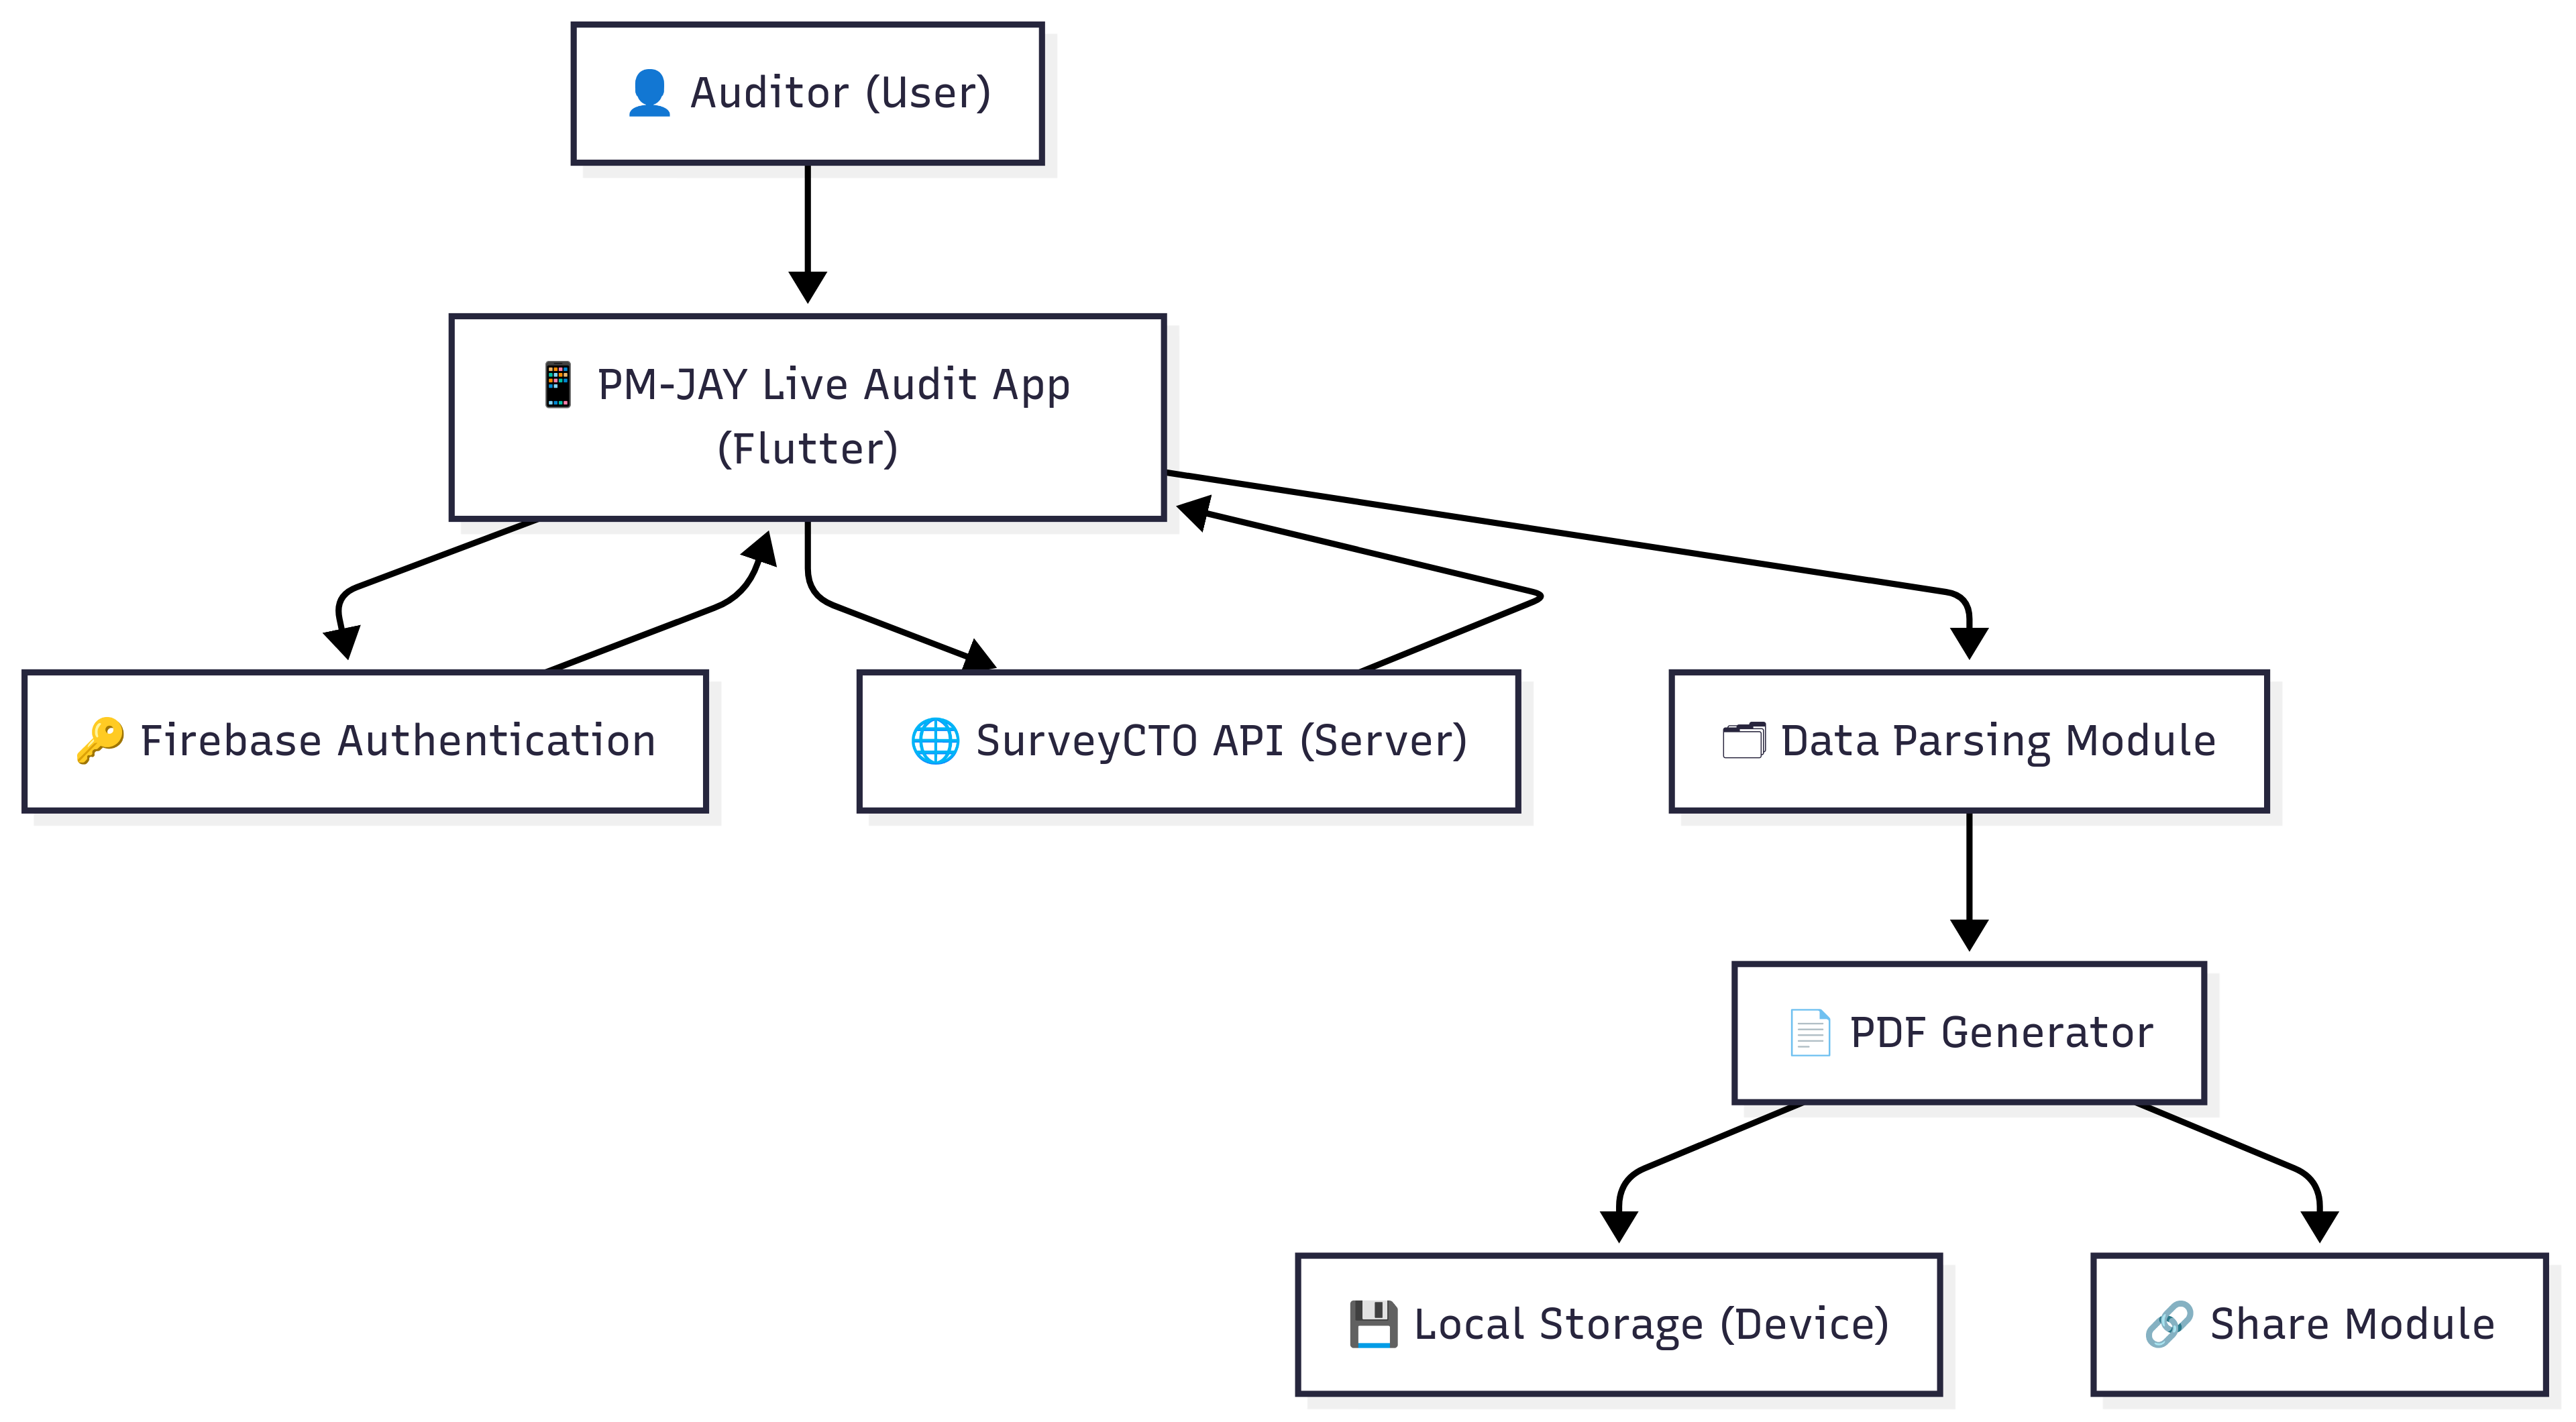 Auditor (User)
PM-JAY Live Audit App
(Flutter)
Firebase Authentication
SurveyCTO API (Server)
Data Parsing Module
PDF Generator
Local Storage (Device)
Share Module